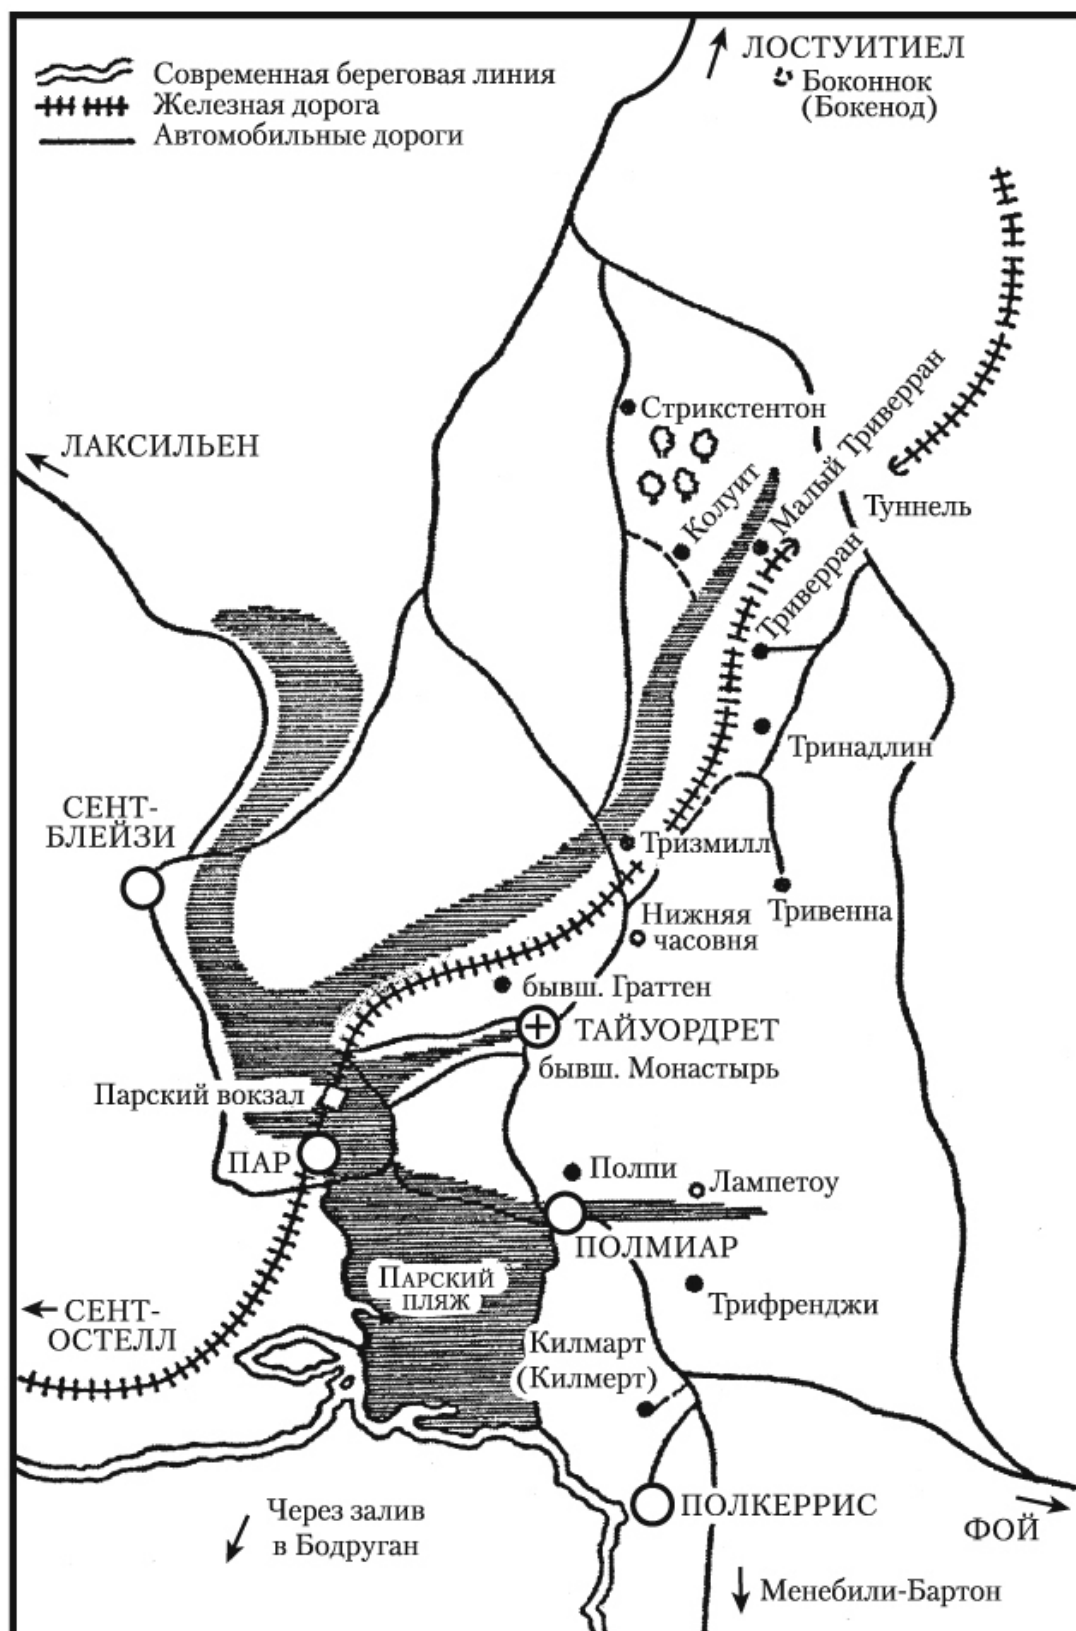 ЛОСТУИТИЕЛ
Боконнок
(Бокенод)
Современная береговая линия
Железная дорога
Автомобильные дороги
Стрикстентон
Малый Триверран
ЛАКСИЛЬЕН
Колуит
Туннель
Триверран
Тринадлин
СЕНТ-
БЛЕЙЗИ
Тризмилл
Нижняя
часовня
Тривенна
бывш. Граттен
ТАЙУОРДРЕТ
бывш. Монастырь
Парский вокзал
ПАР
Полпи
Лампетоу
ПОЛМИАР
ПАРСКИЙ
ПЛЯЖ
Трифренджи
СЕНТ-
ОСТЕЛЛ
Килмарт
(Килмерт)
ПОЛКЕРРИС
Через залив
в Бодруган
ФОЙ
Менебили-Бартон